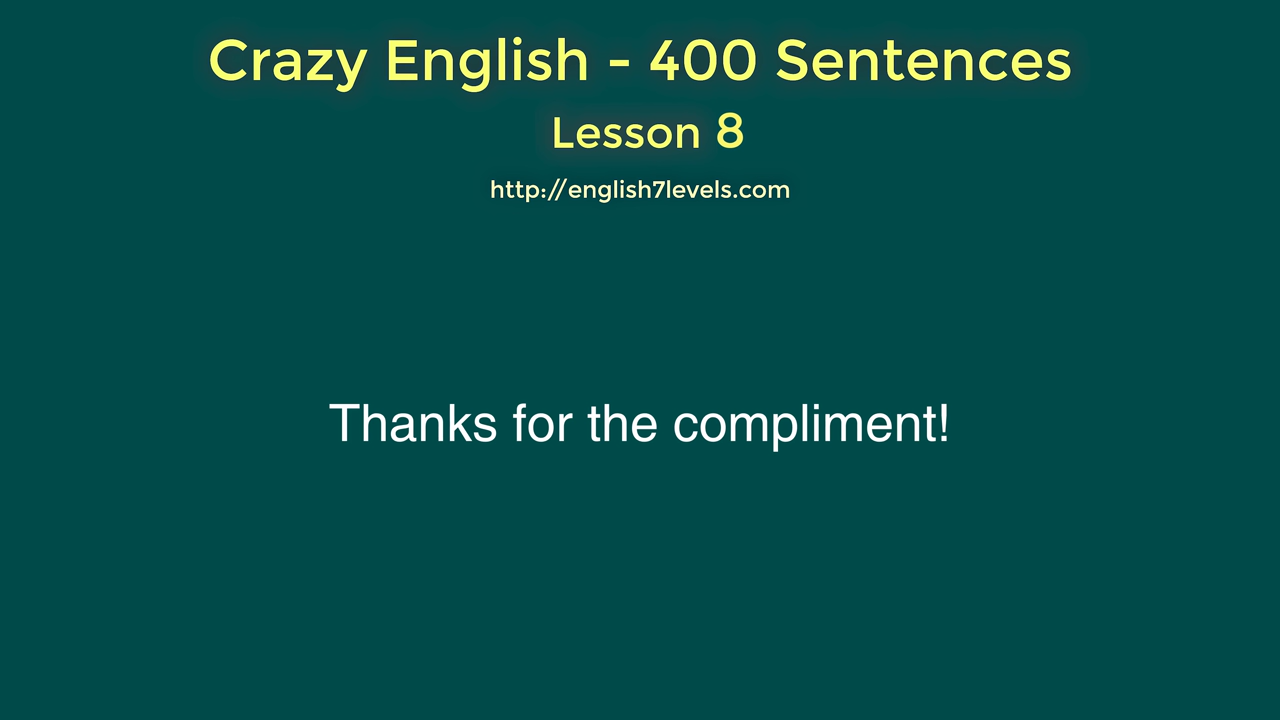 Crazy English - 400 Sentences
Lesson 8
http://english7levels.com
Thanks for the compliment!